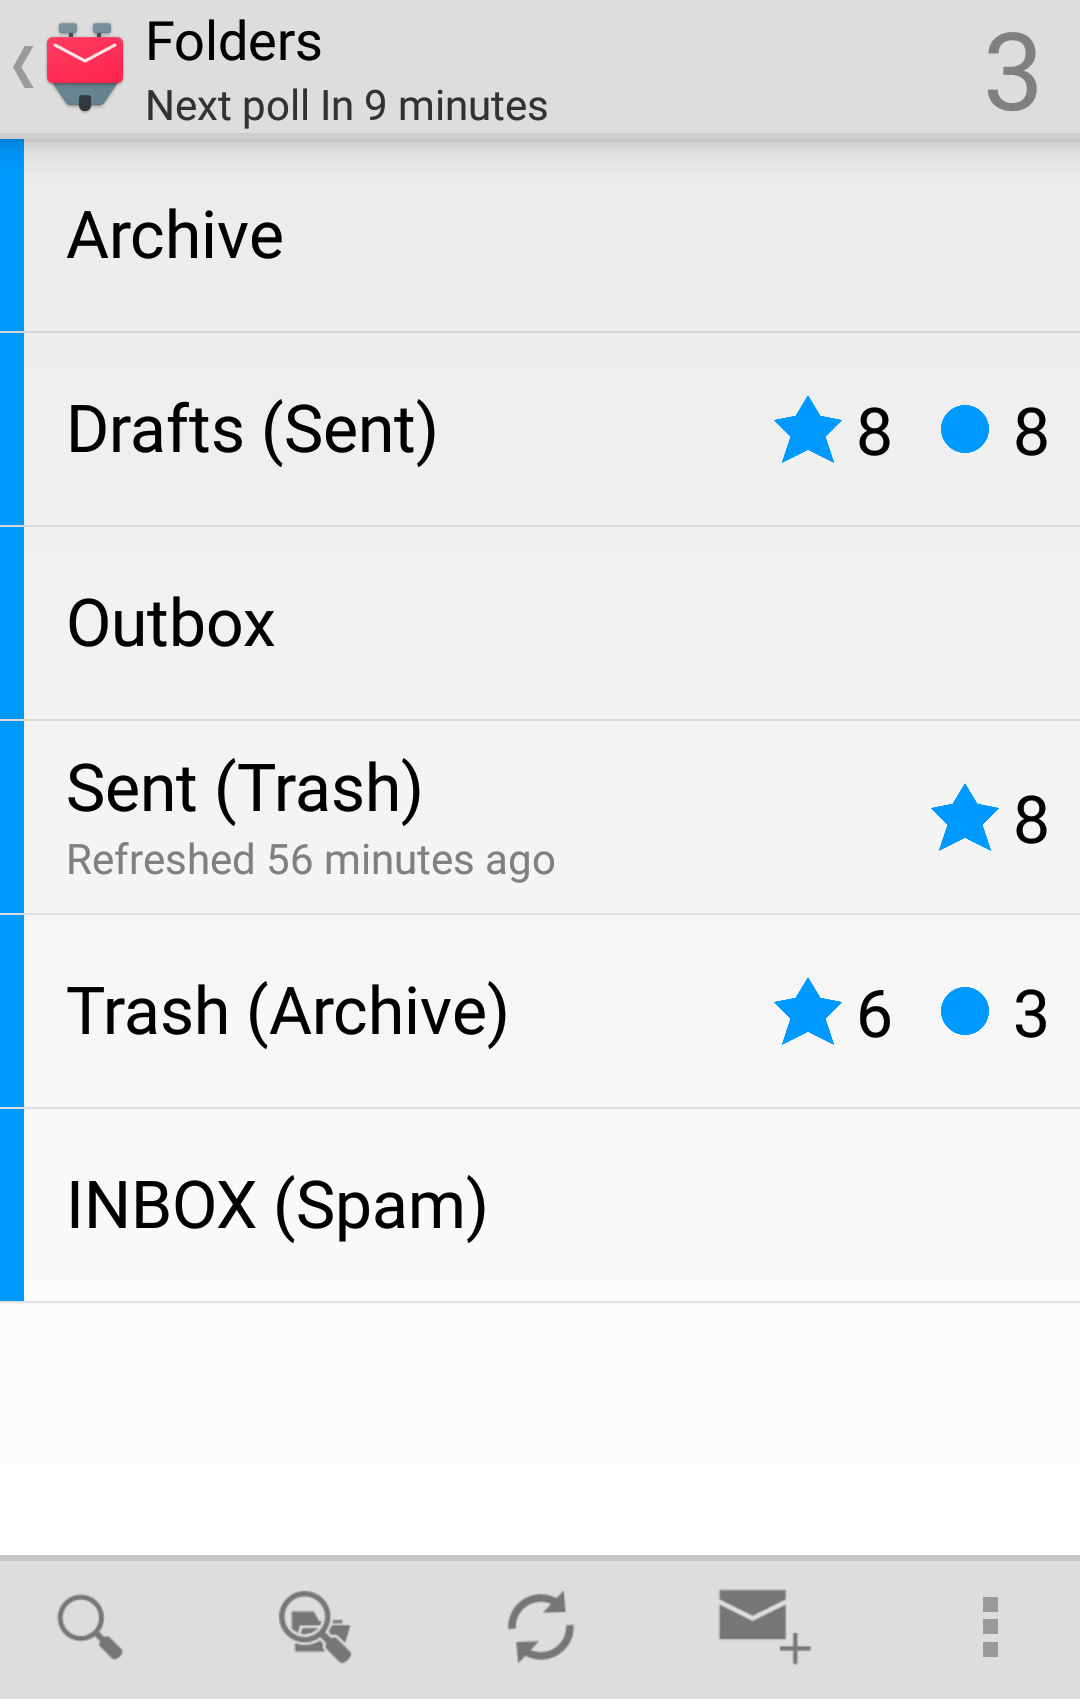 Folders
Next poll In 9 minutes
3
Archive
Drafts (Sent) 8 8
Outbox
Sent (Trash) 8
Refreshed 56 minutes ago
Trash (Archive) 6 3
INBOX (Spam)